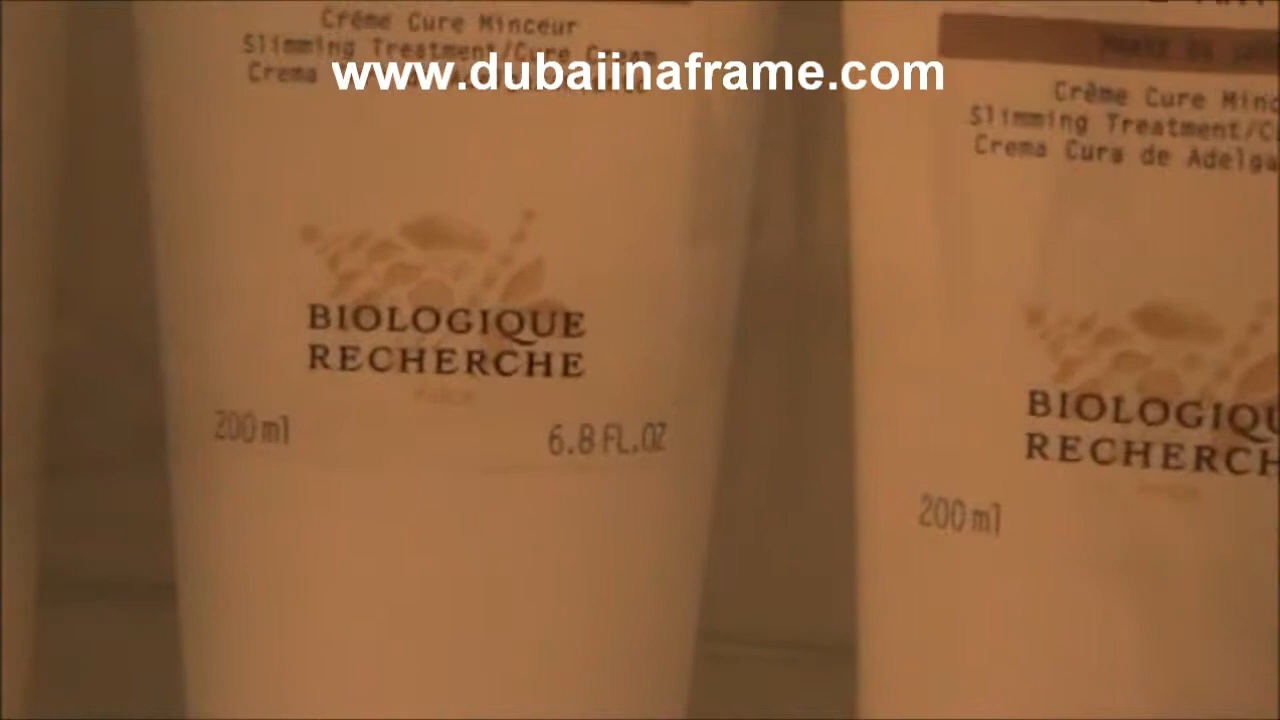 www.dubaiinaframe.com
Crème Cure Minceur
Slimming Treatment/Cure Cream
Crema
BIOLOGIQUE
RECHERCHE
200 ml 6.8 FL.OZ
Crème Cure Minc
Slimming Treatment/C
Crema Cura de Adelga
BIOLOGIQU
RECHERCH
200 ml